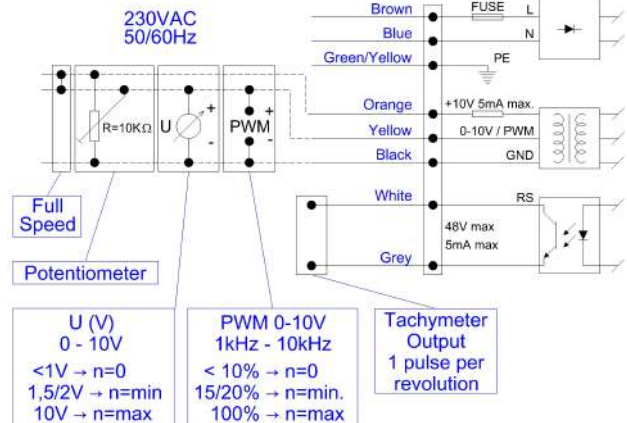 230VAC
50/60Hz
Brown
FUSE
L
Blue
N
Green/Yellow
PE
Orange
+10V 5mA max.
Yellow
0-10V / PWM
Black
GND
White
RS
48V max
5mA max
Grey
R=10KΩ
U
+
-
PWM
+
-
Full
Speed
Potentiometer
U (V)
0 - 10V
<1V → n=0
1,5/2V → n=min
10V → n=max
PWM 0-10V
1kHz - 10kHz
< 10% → n=0
15/20% → n=min.
100% → n=max
Tachymeter
Output
1 pulse per
revolution